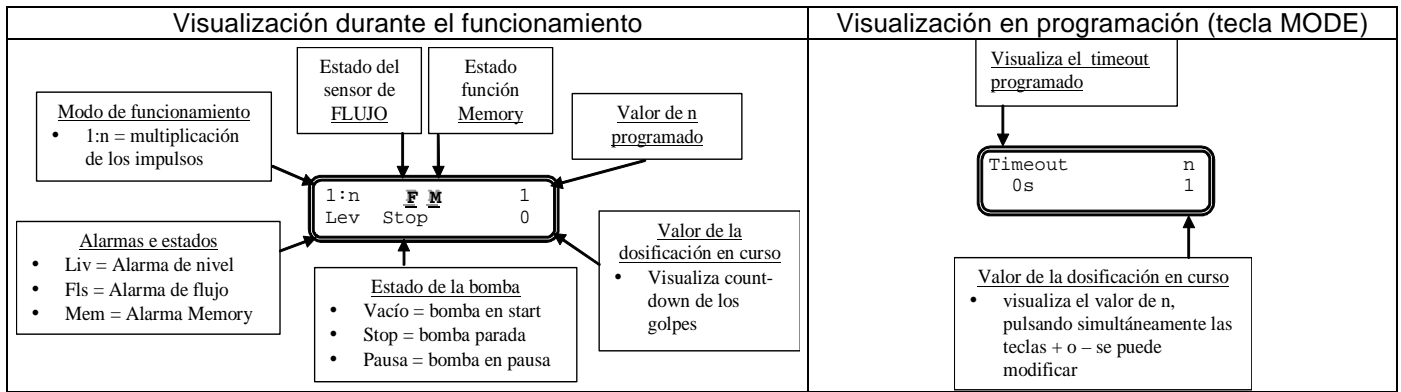 Visualización durante el funcionamiento
Visualización en programación (tecla MODE)
Estado del
sensor de
FLUJO
Estado
función
Memory
Modo de funcionamiento
• 1:n = multiplicación
de los impulsos
Valor de n
programado
1:n F M 1
Lev Stop 0
Alarmas e estados
• Liv = Alarma de nivel
• Fls = Alarma de flujo
• Mem = Alarma Memory
Estado de la bomba
• Vacío = bomba en start
• Stop = bomba parada
• Pausa = bomba en pausa
Valor de la
dosificación en curso
• Visualiza count-
down de los
golpes
Visualiza el timeout
programado
Timeout n
0s 1
Valor de la dosificación en curso
• visualiza el valor de n,
pulsando simultáneamente las
teclas + o – se puede
modificar